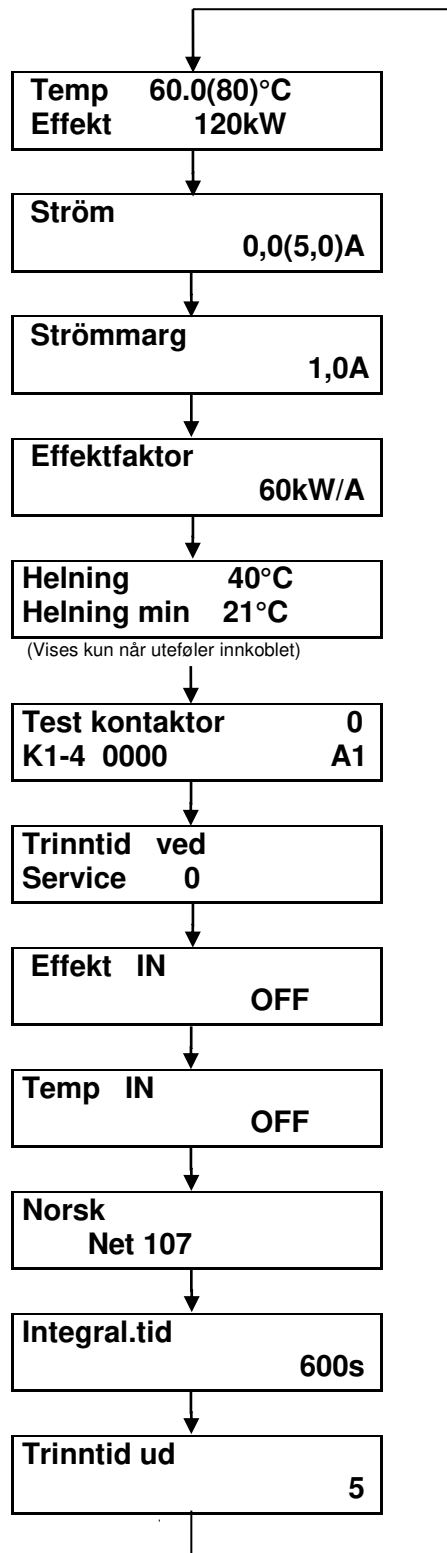 Temp 60.0(80)°C
Effekt 120kW
Ström
0,0(5,0)A
Strömmarg
1,0A
Effektfaktor
60kW/A
Helning 40°C
Helning min 21°C
(Vises kun når uteføler innkoblet)
Test kontaktor 0
K1-4 0000 A1
Trinntid ved
Service 0
Effekt IN
OFF
Temp IN
OFF
Norsk
Net 107
Integral.tid
600s
Trinntid ud
5